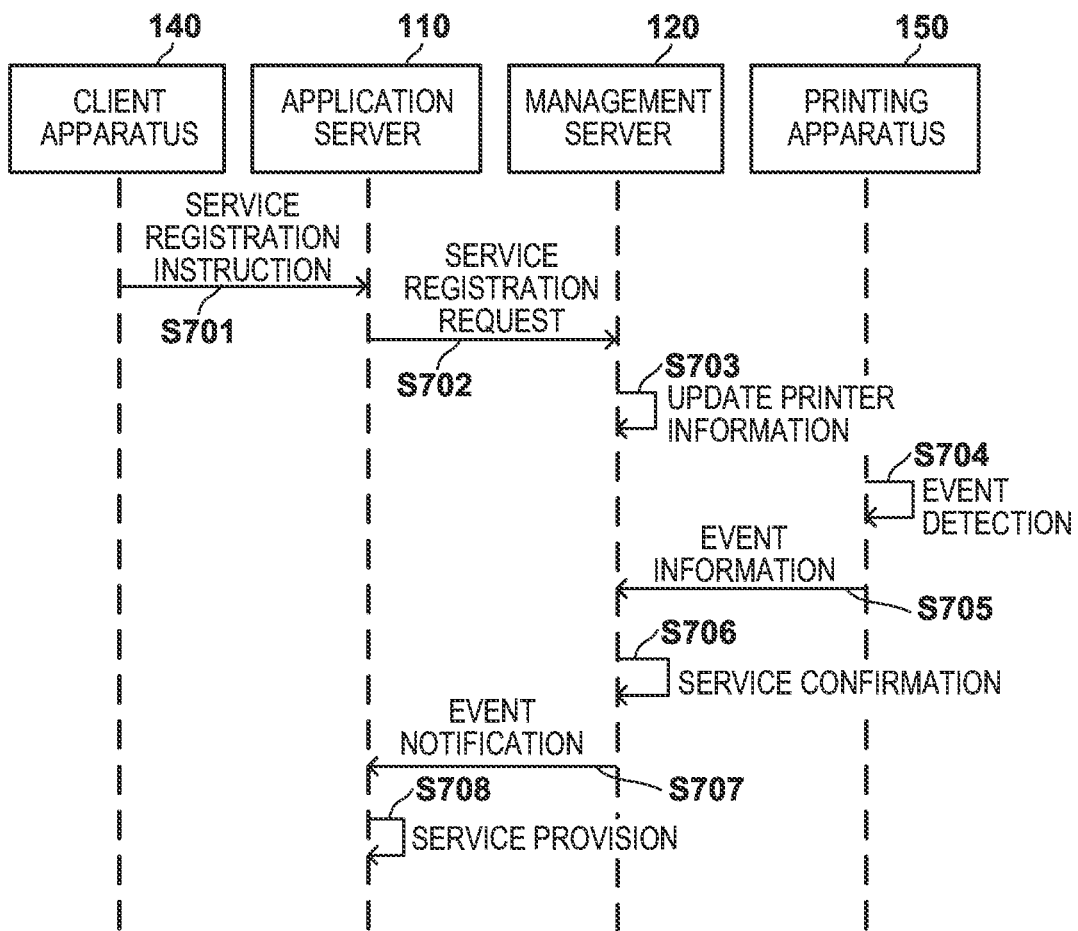 140
110
120
150
CLIENT
APPARATUS
APPLICATION
SERVER
MANAGEMENT
SERVER
PRINTING
APPARATUS
SERVICE
REGISTRATION
INSTRUCTION
S701
SERVICE
REGISTRATION
REQUEST
S702
S703
UPDATE PRINTER
INFORMATION
S704
EVENT
DETECTION
EVENT
INFORMATION
S705
S706
SERVICE CONFIRMATION
EVENT
NOTIFICATION
S707
S708
SERVICE PROVISION